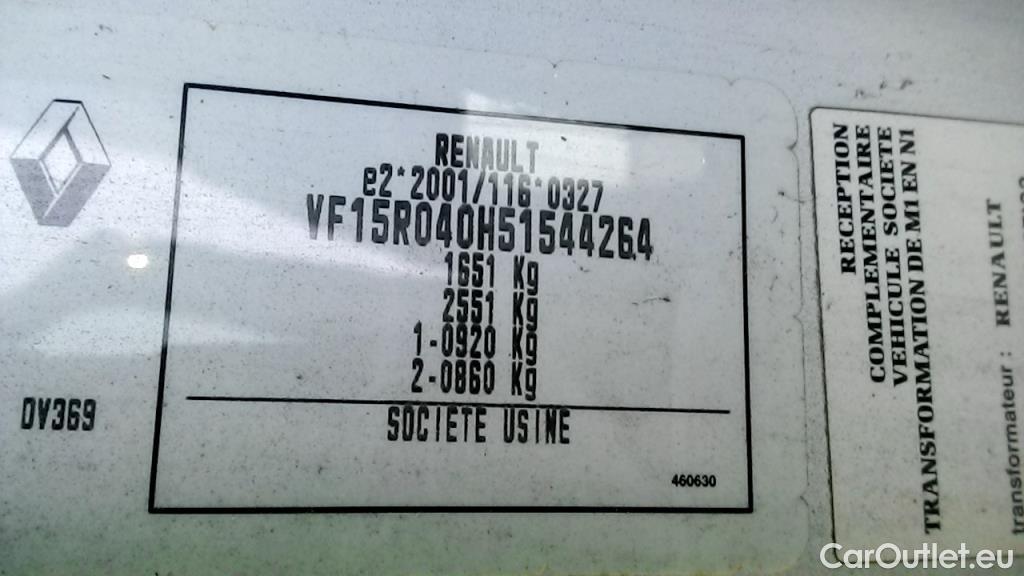 RENAULT
e2*2001/116*0327
VF15R040H51544264
1651 Kg
2551 Kg
1-0920 Kg
2-0860 Kg
SOCIETE USINE
460630
DV369
RECEPTION
COMPLEMENTAIRE
VEHICULE SOCIETE
TRANSFORMATION DE M1 EN N1
transformateur : RENAULT
CarOutlet.eu